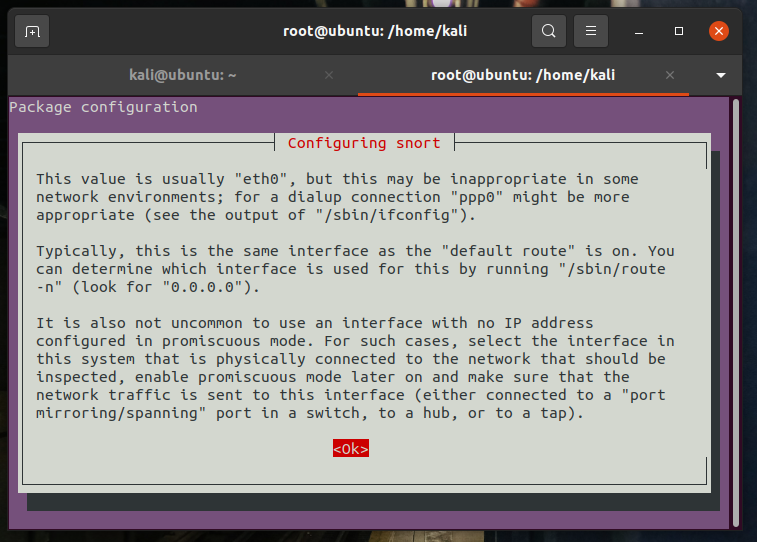 root@ubuntu: /home/kali
kali@ubuntu: ~
root@ubuntu: /home/kali
Package configuration
Configuring snort
This value is usually "eth0", but this may be inappropriate in some
network environments; for a dialup connection "ppp0" might be more
appropriate (see the output of "/sbin/ifconfig").
Typically, this is the same interface as the "default route" is on. You
can determine which interface is used for this by running "/sbin/route
-n" (look for "0.0.0.0").
It is also not uncommon to use an interface with no IP address
configured in promiscuous mode. For such cases, select the interface in
this system that is physically connected to the network that should be
inspected, enable promiscuous mode later on and make sure that the
network traffic is sent to this interface (either connected to a "port
mirroring/spanning" port in a switch, to a hub, or to a tap).
<Ok>